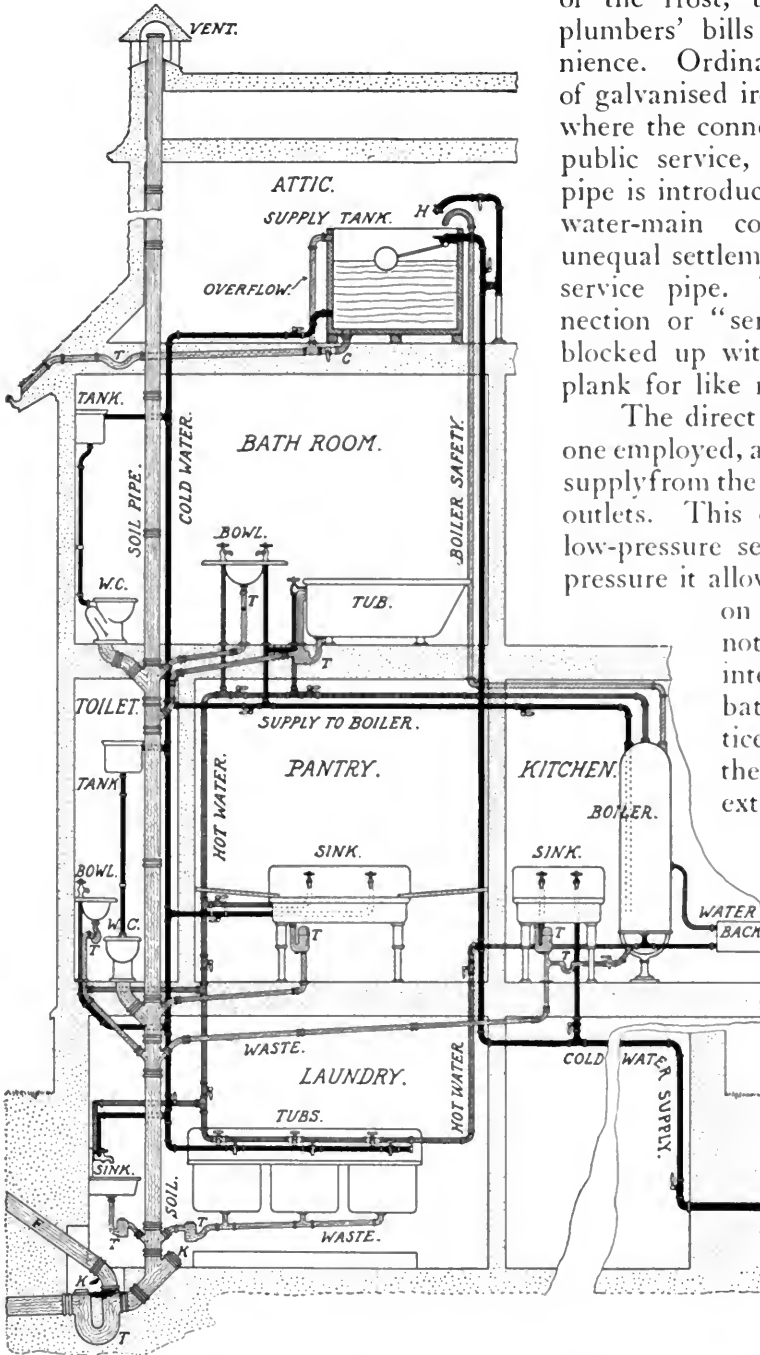 VENT.
ATTIC.
SUPPLY TANK.
H
OVERFLOW.
T
C
TANK.
SOIL PIPE.
COLD WATER.
BATH ROOM.
BOILER SAFETY.
BOWL.
W.C.
T
TUB.
T
TOILET.
SUPPLY TO BOILER.
TANK
HOT WATER.
PANTRY.
KITCHEN.
BOILER.
SINK.
SINK.
BOWL.
W.C.
T
T
T
T
WATER
BACK
WASTE.
LAUNDRY.
HOT WATER
COLD WATER SUPPLY.
TUBS.
SINK.
SOIL.
T
T
WASTE.
F
K
K
T
plumbers' bills
nience. Ordina
of galvanised ir
where the conn
public service,
pipe is introduc
water-main co
unequal settlem
service pipe.
nection or "ser
blocked up wit
plank for like
The direct
one employed, a
supply from the
outlets. This
low-pressure se
pressure it allow
on
not
inte
bat
tice
the
ext